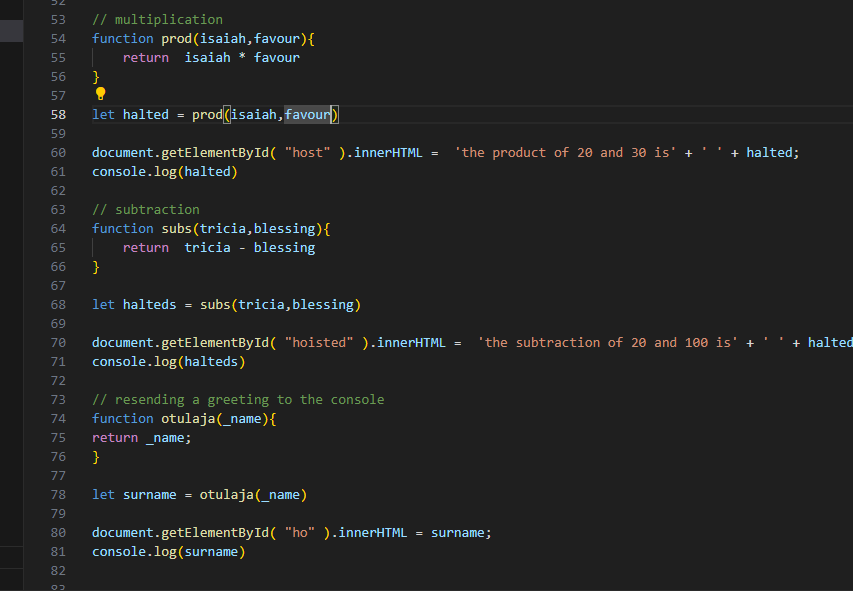 52
53 // multiplication
54 function prod(isaiah,favour){
55     return  isaiah * favour
56 }
57
58 let halted = prod(isaiah,favour)
59
60 document.getElementById( "host" ).innerHTML =  'the product of 20 and 30 is' + ' ' + halted;
61 console.log(halted)
62
63 // subtraction
64 function subs(tricia,blessing){
65     return  tricia - blessing
66 }
67
68 let halteds = subs(tricia,blessing)
69
70 document.getElementById( "hoisted" ).innerHTML =  'the subtraction of 20 and 100 is' + ' ' + halted
71 console.log(halteds)
72
73 // resending a greeting to the console
74 function otulaja(_name){
75 return _name;
76 }
77
78 let surname = otulaja(_name)
79
80 document.getElementById( "ho" ).innerHTML = surname;
81 console.log(surname)
82
83